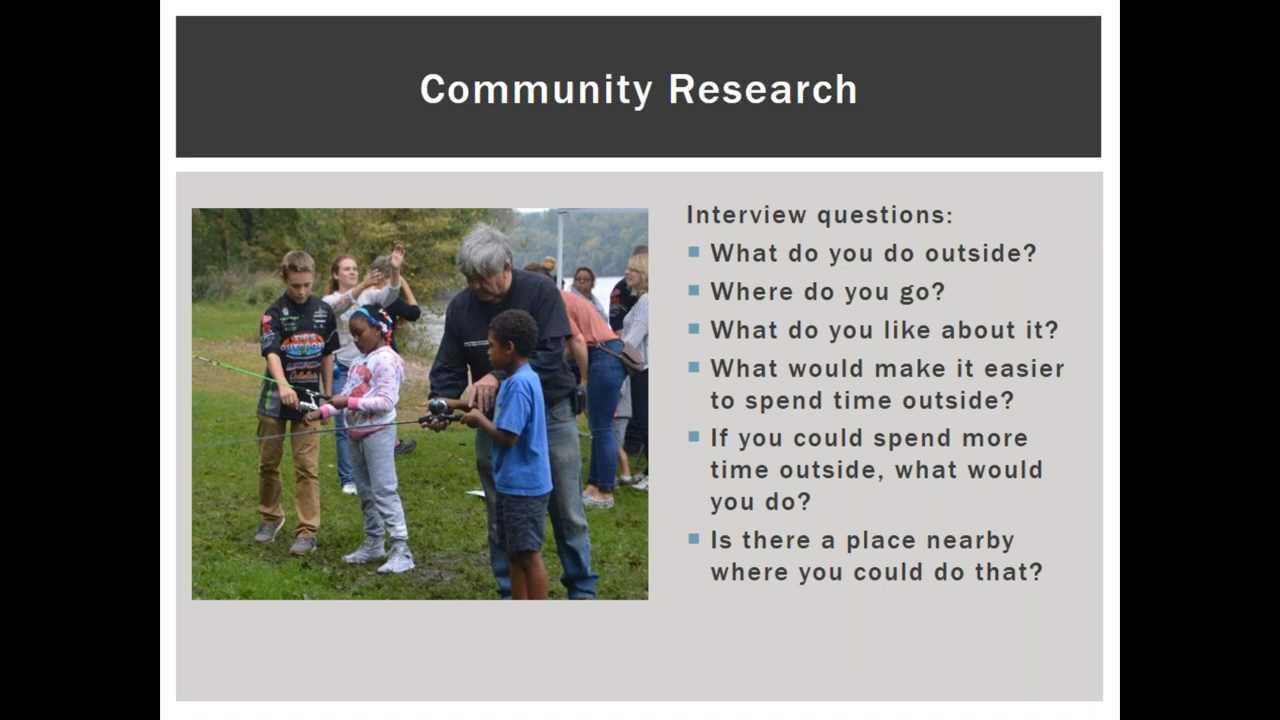 Community Research
Interview questions:
What do you do outside?
Where do you go?
What do you like about it?
What would make it easier
to spend time outside?
If you could spend more
time outside, what would
you do?
Is there a place nearby
where you could do that?